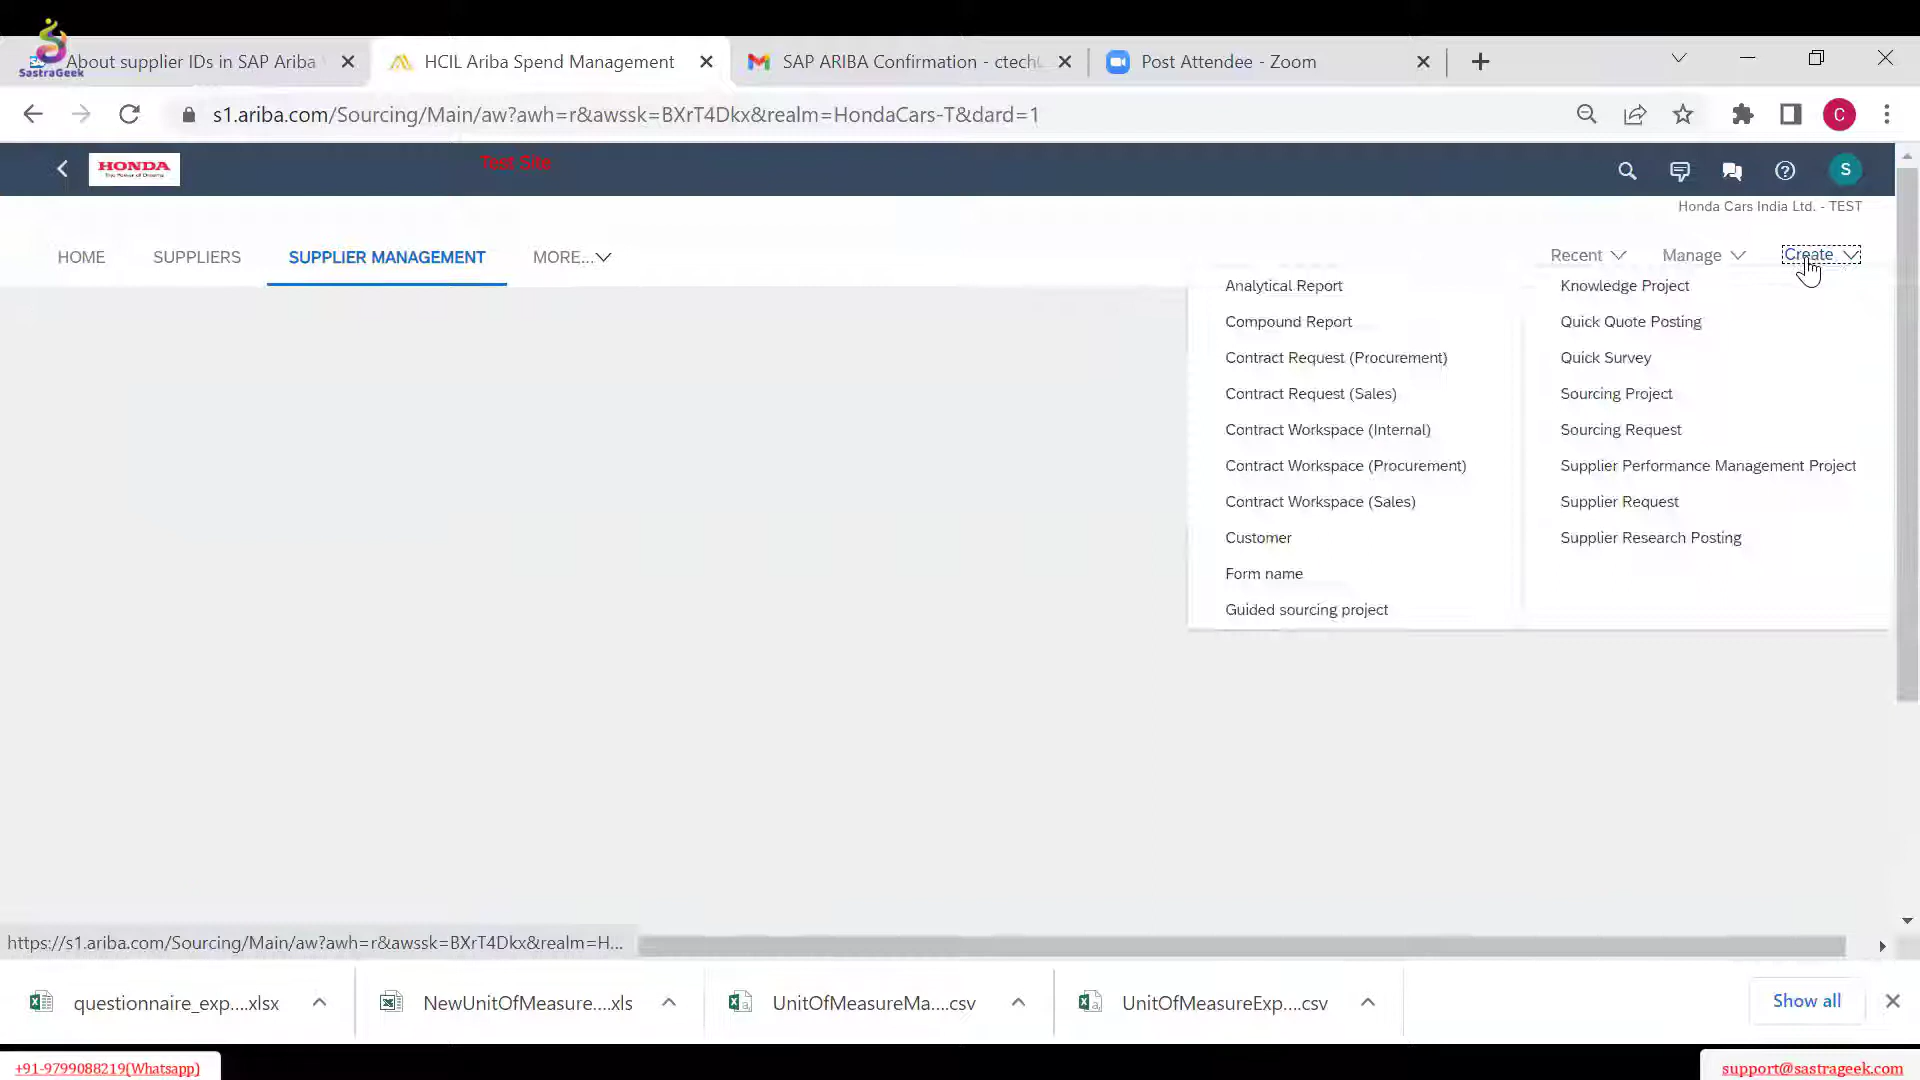 About supplier IDs in SAP Ariba
HCIL Ariba Spend Management
SAP ARIBA Confirmation - ctech
Post Attendee - Zoom
SastraGeek
s1.ariba.com/Sourcing/Main/aw?awh=r&awssk=BXrT4Dkx&realm=HondaCars-T&dard=1
C
HONDA
The Power of Dreams
Test Site
S
Honda Cars India Ltd. - TEST
HOME
SUPPLIERS
SUPPLIER MANAGEMENT
MORE...
Recent
Manage
Create
Analytical Report
Compound Report
Contract Request (Procurement)
Contract Request (Sales)
Contract Workspace (Internal)
Contract Workspace (Procurement)
Contract Workspace (Sales)
Customer
Form name
Guided sourcing project
Knowledge Project
Quick Quote Posting
Quick Survey
Sourcing Project
Sourcing Request
Supplier Performance Management Project
Supplier Request
Supplier Research Posting
https://s1.ariba.com/Sourcing/Main/aw?awh=r&awssk=BXrT4Dkx&realm=H...
questionnaire_exp....xlsx
NewUnitOfMeasure....xls
UnitOfMeasureMa....csv
UnitOfMeasureExp....csv
Show all
+91-9799088219(Whatsapp)
support@sastrageek.com